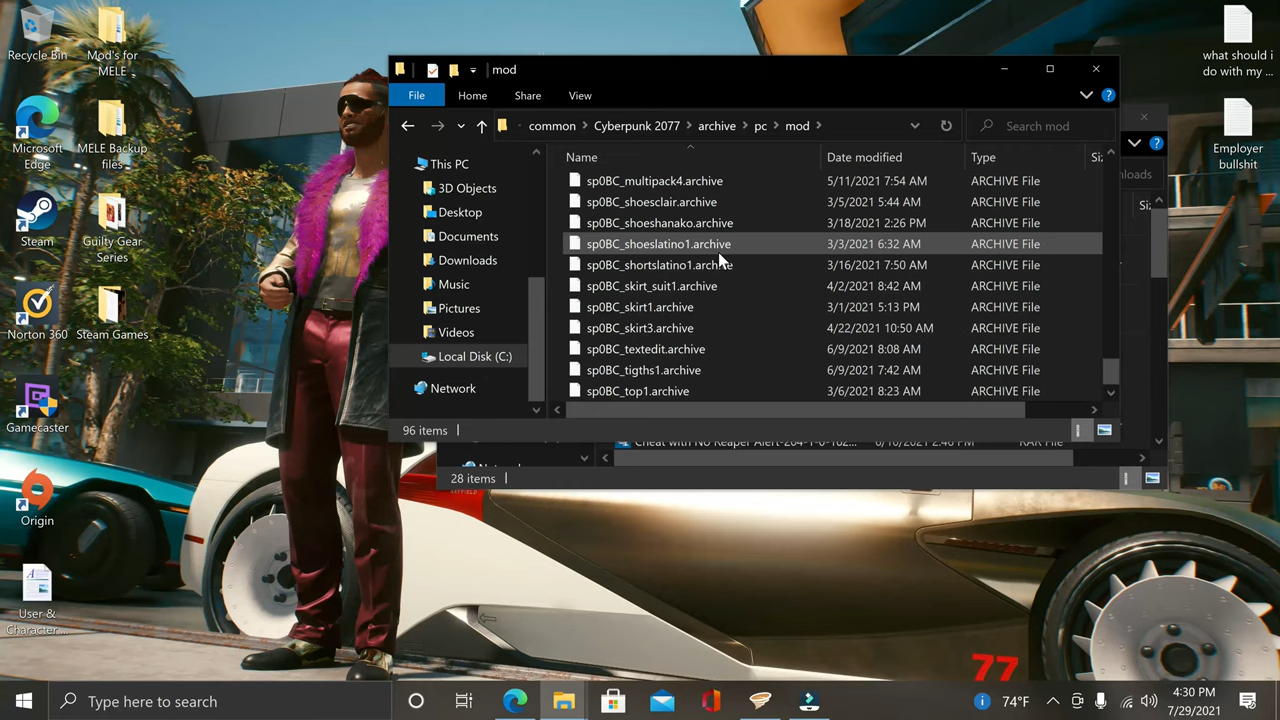 Recycle Bin
Mod's for
MELE
Microsoft
Edge
MELE Backup
files
Steam
Guilty Gear
Series
Norton 360
Steam Games
Gamecaster
Origin
User &
Character...
what should i
do with my ...
Employer
bullshit
mod
File Home Share View
common Cyberpunk 2077 archive pc mod Search mod
Name Date modified Type
This PC
3D Objects
Desktop
Documents
Downloads
Music
Pictures
Videos
Local Disk (C:)
Network
sp0BC_multipack4.archive 5/11/2021 7:54 AM ARCHIVE File
sp0BC_shoesclair.archive 3/5/2021 5:44 AM ARCHIVE File
sp0BC_shoeshanako.archive 3/18/2021 2:26 PM ARCHIVE File
sp0BC_shoeslatino1.archive 3/3/2021 6:32 AM ARCHIVE File
sp0BC_shortslatino1.archive 3/16/2021 7:50 AM ARCHIVE File
sp0BC_skirt_suit1.archive 4/2/2021 8:42 AM ARCHIVE File
sp0BC_skirt1.archive 3/1/2021 5:13 PM ARCHIVE File
sp0BC_skirt3.archive 4/22/2021 10:50 AM ARCHIVE File
sp0BC_textedit.archive 6/9/2021 8:08 AM ARCHIVE File
sp0BC_tigths1.archive 6/9/2021 7:42 AM ARCHIVE File
sp0BC_top1.archive 3/6/2021 8:23 AM ARCHIVE File
96 items
28 items
77
Type here to search
74°F
4:30 PM
7/29/2021